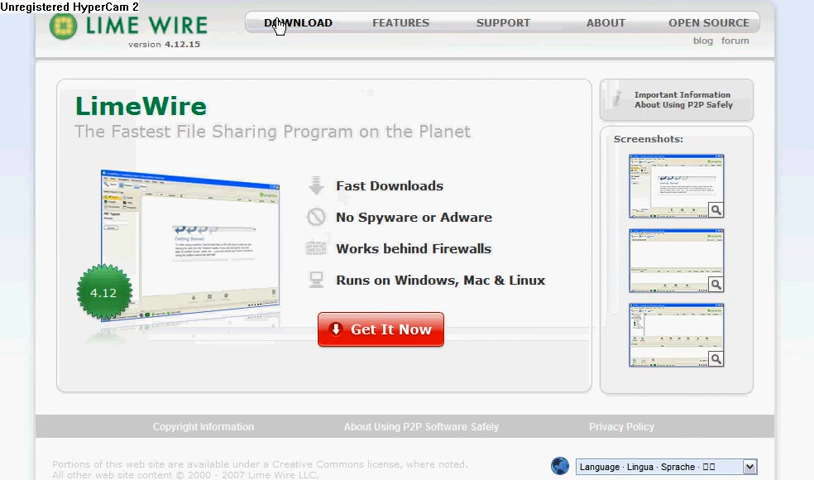 Unregistered HyperCam 2
LIME WIRE
version 4.12.15
DOWNLOAD
FEATURES
SUPPORT
ABOUT
OPEN SOURCE
blog forum
LimeWire
The Fastest File Sharing Program on the Planet
Fast Downloads
No Spyware or Adware
Works behind Firewalls
Runs on Windows, Mac & Linux
4.12
Get It Now
Important Information
About Using P2P Safely
Screenshots:
Copyright Information
About Using P2P Software Safely
Privacy Policy
Portions of this web site are available under a Creative Commons license, where noted.
All other web site content © 2000 - 2007 Lime Wire LLC.
Language · Lingua · Sprache · □□